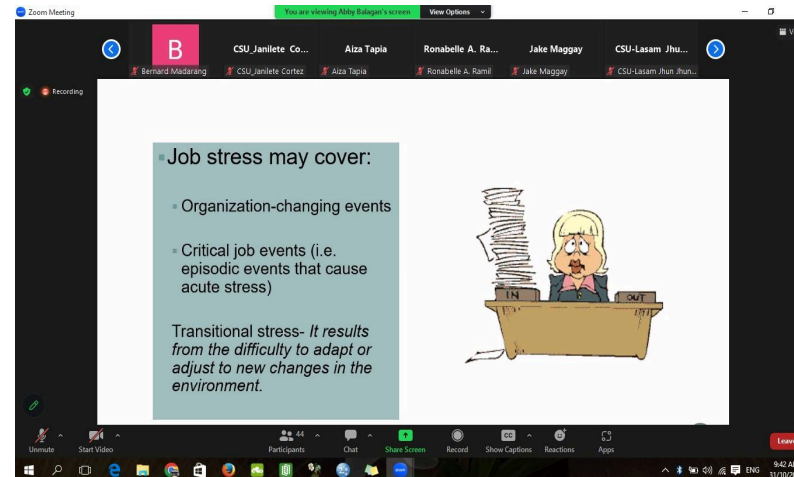 Zoom Meeting
You are viewing Abby Balagan's screen View Options
B
CSU_Janilete Co...
Aiza Tapia
Ronabelle A. Ra...
Jake Maggay
CSU-Lasam Jhu...
Bernard Madarang
CSU_Janilete Cortez
Aiza Tapia
Ronabelle A. Ramil
Jake Maggay
CSU-Lasam Jhun Jhun...
Recording
Job stress may cover:
Organization-changing events
Critical job events (i.e.
episodic events that cause
acute stress)
Transitional stress- It results
from the difficulty to adapt or
adjust to new changes in the
environment.
IN
OUT
Unmute
Start Video
44
Participants
Chat
Share Screen
Record
CC
Show Captions
Reactions
Apps
Leave
ENG
9:42 A
31/10/2